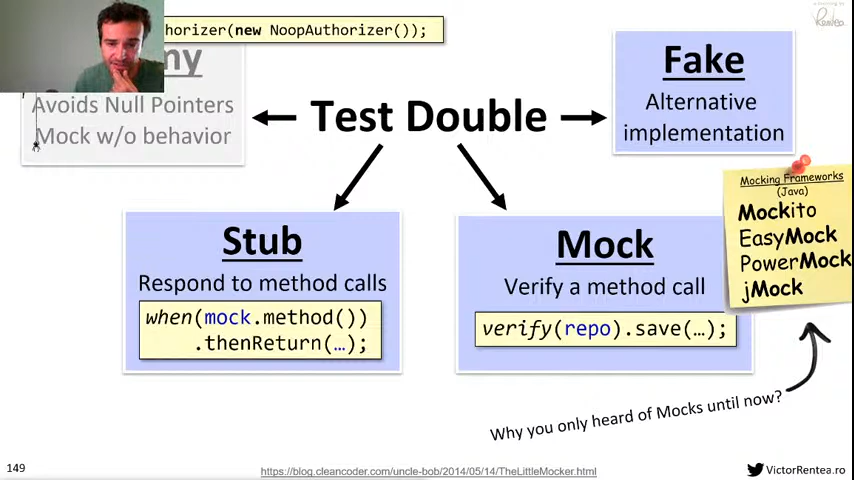 horizer(new NoopAuthorizer());
my
Avoids Null Pointers
Mock w/o behavior
Test Double
Fake
Alternative
implementation
Mocking Frameworks
(Java)
Mockito
EasyMock
PowerMock
jMock
Stub
Respond to method calls
when(mock.method())
.thenReturn(…);
Mock
Verify a method call
verify(repo).save(…);
Why you only heard of Mocks until now?
149
https://blog.cleancoder.com/uncle-bob/2014/05/14/TheLittleMocker.html
VictorRentea.ro